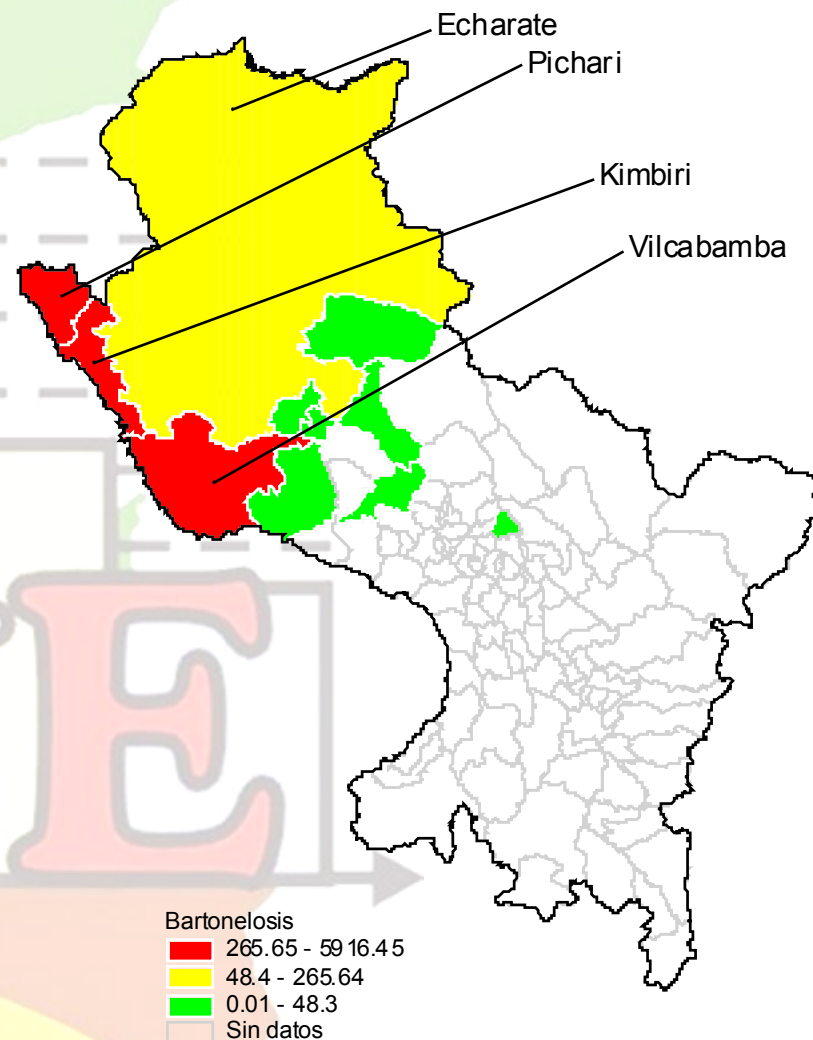 Echarate
Pichari
Kimbiri
Vilcabamba
E
Bartonelosis
265.65 - 5916.45
48.4 - 265.64
0.01 - 48.3
Sin datos